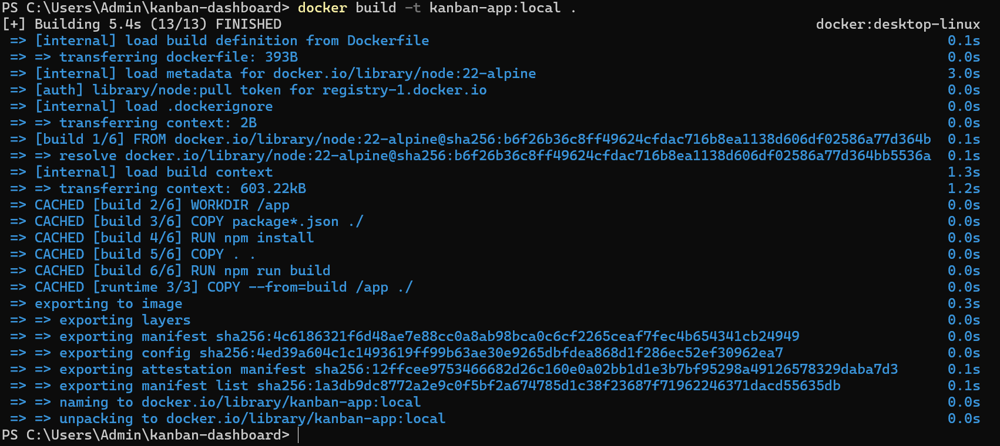 PS C:\Users\Admin\kanban-dashboard> docker build -t kanban-app:local .
[+] Building 5.4s (13/13) FINISHED docker:desktop-linux
=> [internal] load build definition from Dockerfile 0.1s
=> => transferring dockerfile: 393B 0.0s
=> [internal] load metadata for docker.io/library/node:22-alpine 3.0s
=> [auth] library/node:pull token for registry-1.docker.io 0.0s
=> [internal] load .dockerignore 0.0s
=> => transferring context: 2B 0.0s
=> [build 1/6] FROM docker.io/library/node:22-alpine@sha256:b6f26b36c8ff49624cfdac716b8ea1138d606df02586a77d364b 0.1s
=> => resolve docker.io/library/node:22-alpine@sha256:b6f26b36c8ff49624cfdac716b8ea1138d606df02586a77d364bb5536a 0.1s
=> [internal] load build context 1.3s
=> => transferring context: 603.22kB 1.2s
=> CACHED [build 2/6] WORKDIR /app 0.0s
=> CACHED [build 3/6] COPY package*.json ./ 0.0s
=> CACHED [build 4/6] RUN npm install 0.0s
=> CACHED [build 5/6] COPY . . 0.0s
=> CACHED [build 6/6] RUN npm run build 0.0s
=> CACHED [runtime 3/3] COPY --from=build /app ./ 0.0s
=> exporting to image 0.3s
=> => exporting layers 0.0s
=> => exporting manifest sha256:4c6186321f6d48ae7e88cc0a8ab98bca0c6cf2265ceaf7fec4b654341cb24949 0.0s
=> => exporting config sha256:4ed39a604c1c1493619ff99b63ae30e9265dbfdea868d1f286ec52ef30962ea7 0.0s
=> => exporting attestation manifest sha256:12ffcee9753466682d26c160e0a02bb1d1e3b7bf95298a49126578329daba7d3 0.1s
=> => exporting manifest list sha256:1a3db9dc8772a2e9c0f5bf2a674785d1c38f23687f71962246371dacd55635db 0.1s
=> => naming to docker.io/library/kanban-app:local 0.0s
=> => unpacking to docker.io/library/kanban-app:local 0.0s
PS C:\Users\Admin\kanban-dashboard>